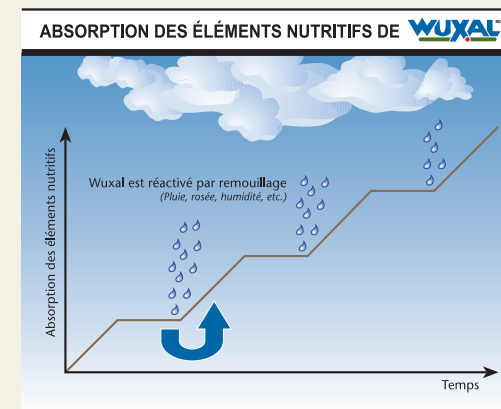 ABSORPTION DES ÉLÉMENTS NUTRITIFS DE WUXAL MC
Absorption des éléments nutritifs
Wuxal est réactivé par remouillage
(Pluie, rosée, humidité, etc.)
Temps